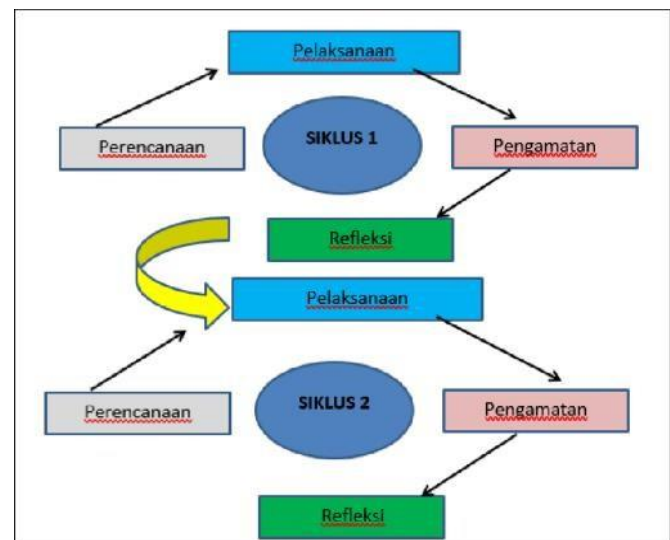 Pelaksanaan
Perencanaan
SIKLUS 1
Pengamatan
Refleksi
Pelaksanaan
Perencanaan
SIKLUS 2
Pengamatan
Refleksi